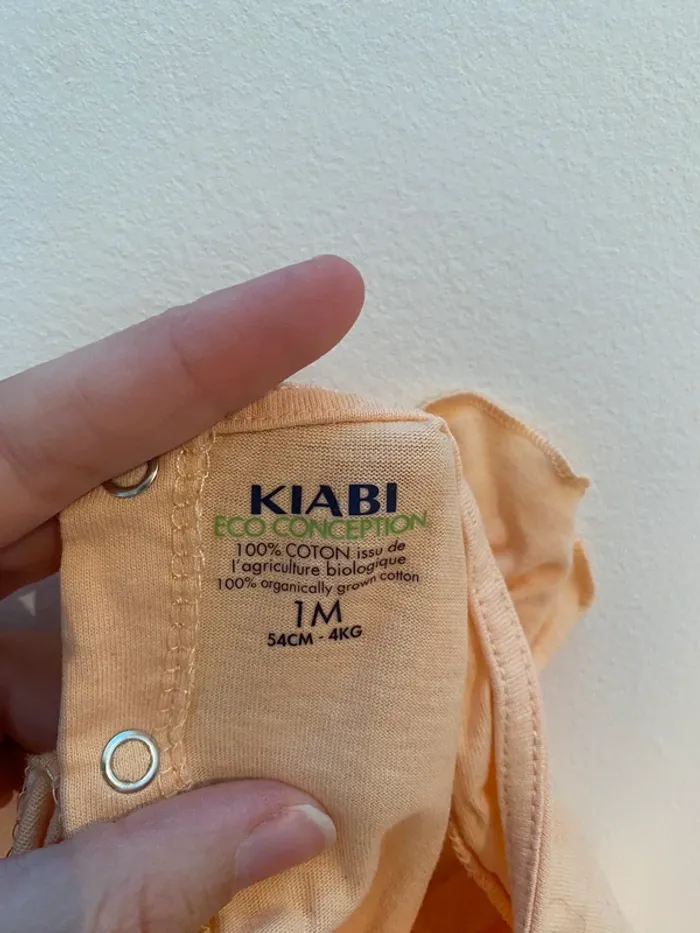 KIABI
ECO CONCEPTION
100% COTON issu de
l'agriculture biologique
100% organically grown cotton
1M
54CM - 4KG